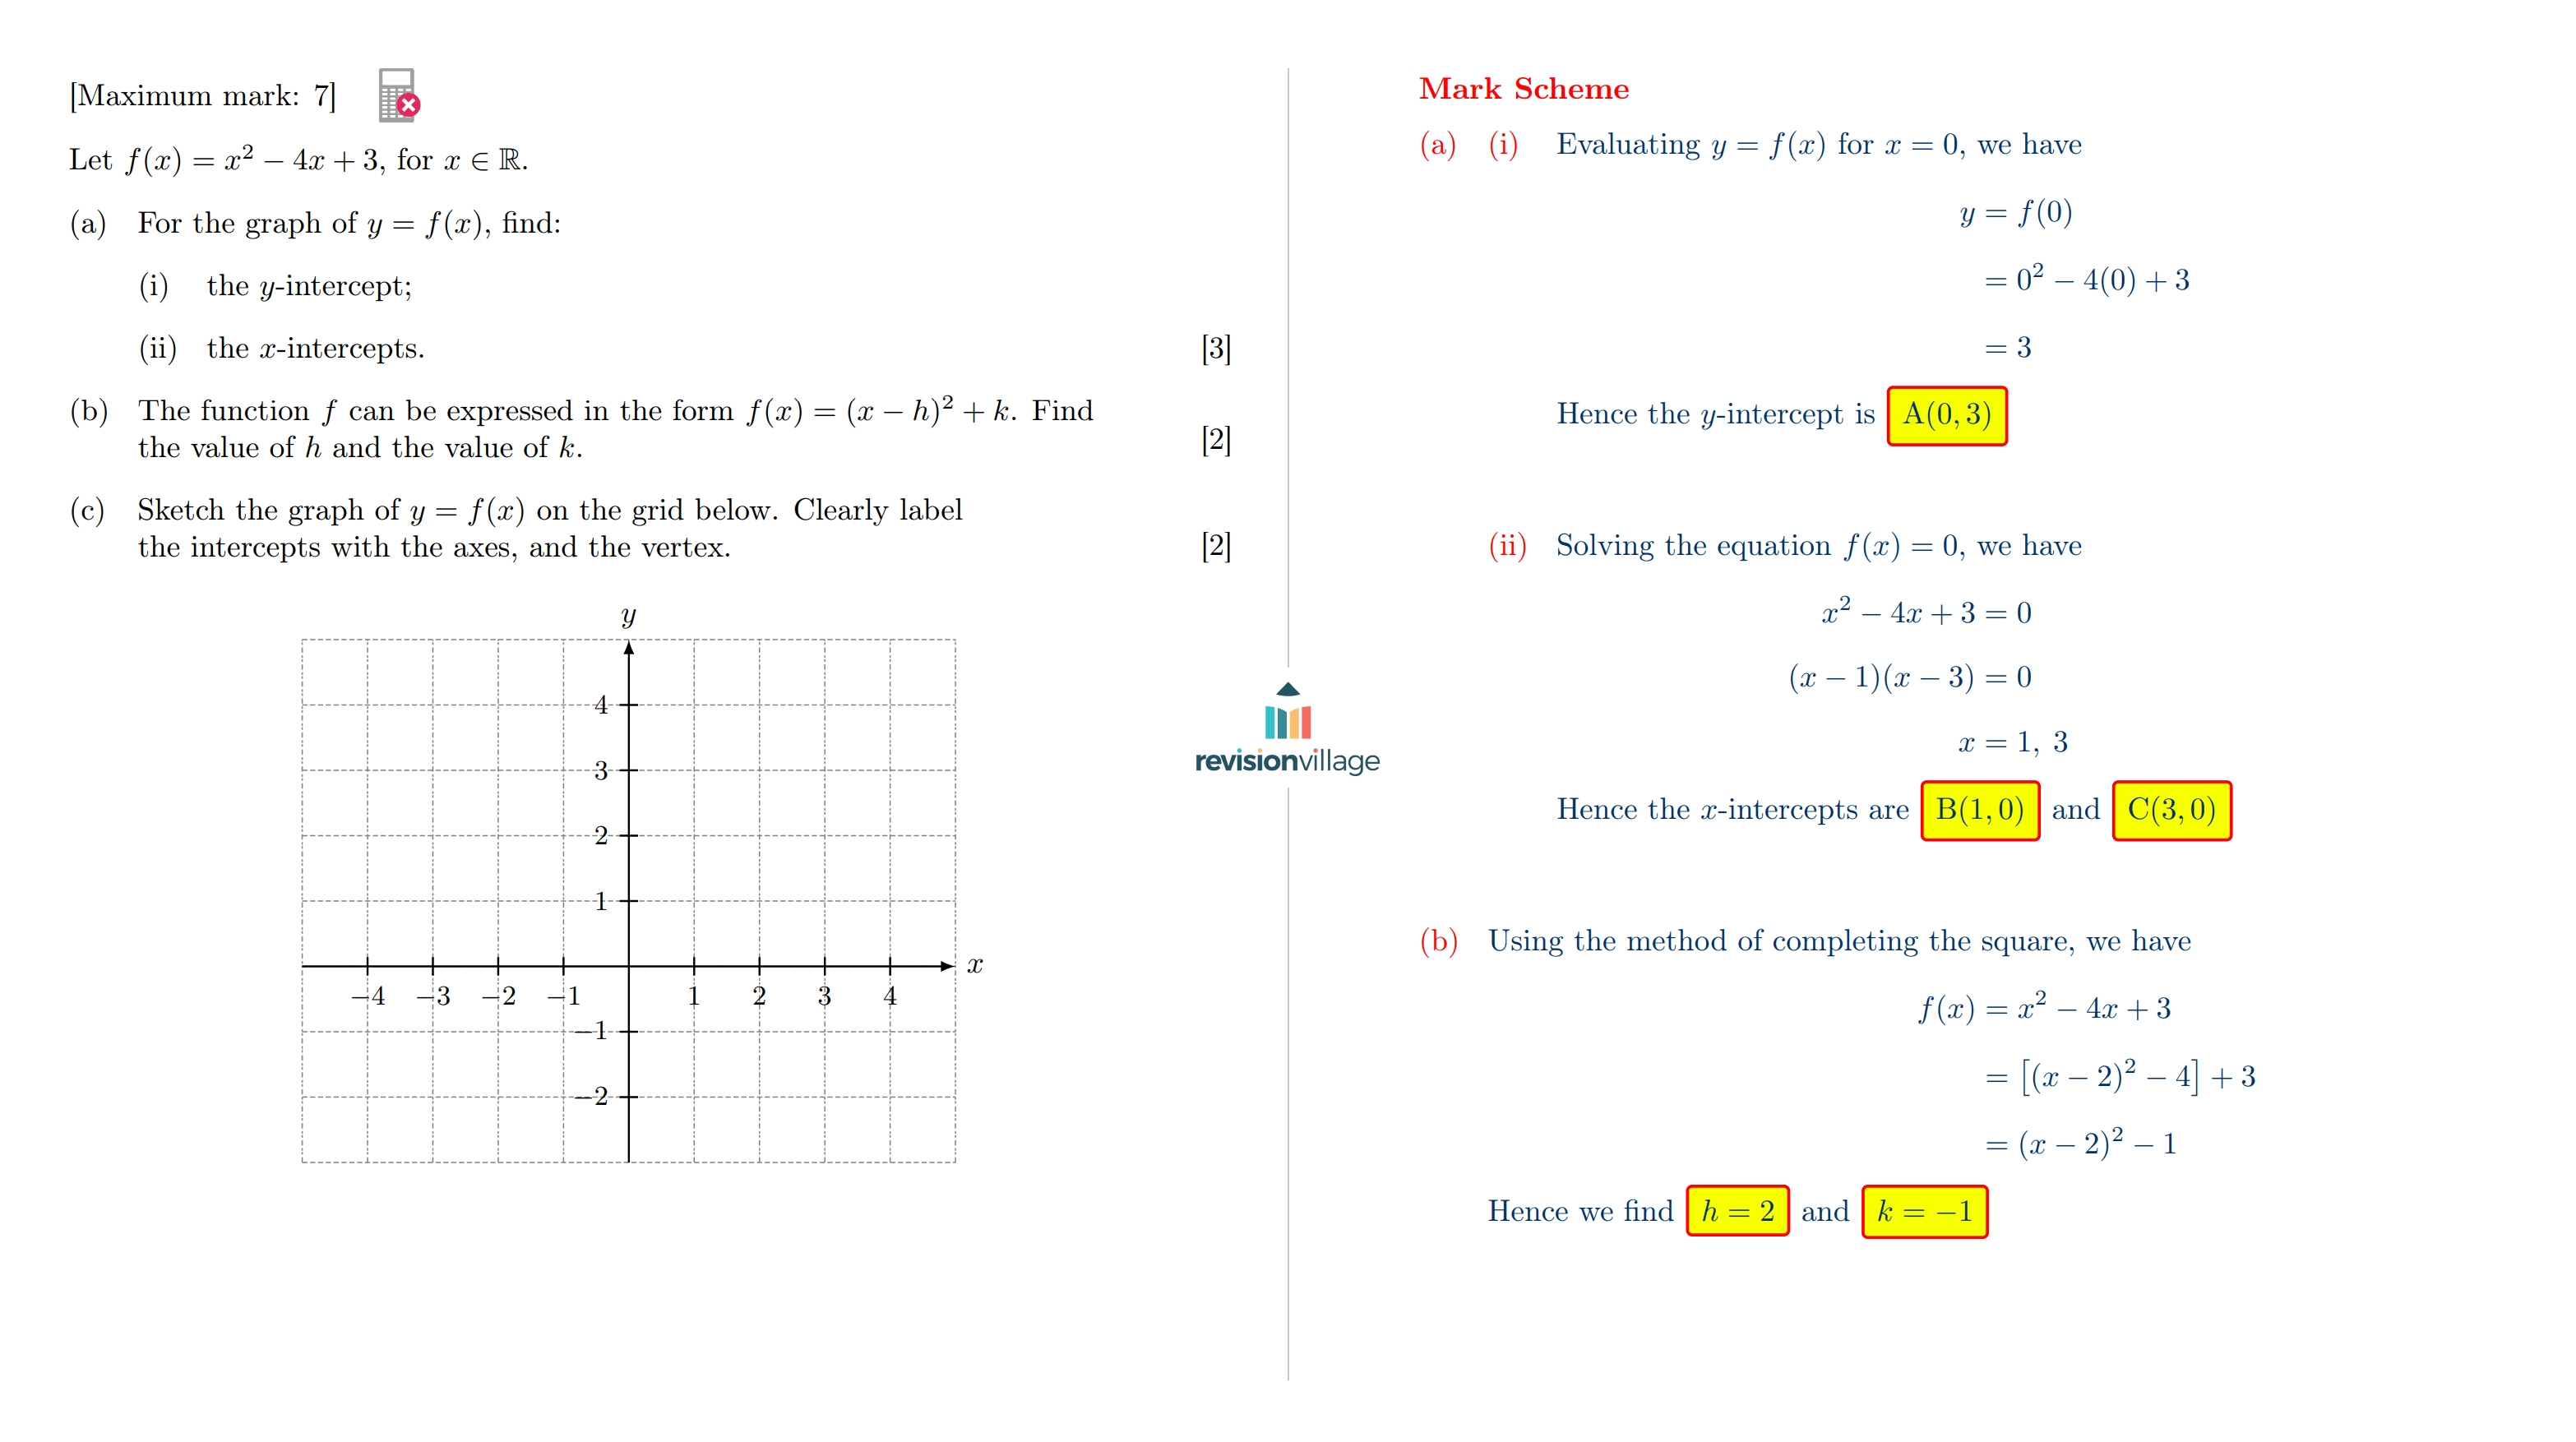 [Maximum mark: 7]
Let f(x) = x² − 4x + 3, for x ∈ ℝ.
(a) For the graph of y = f(x), find:
(i) the y-intercept;
(ii) the x-intercepts. [3]
(b) The function f can be expressed in the form f(x) = (x − h)² + k. Find
the value of h and the value of k. [2]
(c) Sketch the graph of y = f(x) on the grid below. Clearly label
the intercepts with the axes, and the vertex. [2]
y
4
3
2
1
x
−4 −3 −2 −1 1 2 3 4
−1
−2
revisionvillage
Mark Scheme
(a) (i) Evaluating y = f(x) for x = 0, we have
y = f(0)
= 0² − 4(0) + 3
= 3
Hence the y-intercept is A(0, 3)
(ii) Solving the equation f(x) = 0, we have
x² − 4x + 3 = 0
(x − 1)(x − 3) = 0
x = 1, 3
Hence the x-intercepts are B(1, 0) and C(3, 0)
(b) Using the method of completing the square, we have
f(x) = x² − 4x + 3
= [(x − 2)² − 4] + 3
= (x − 2)² − 1
Hence we find h = 2 and k = −1